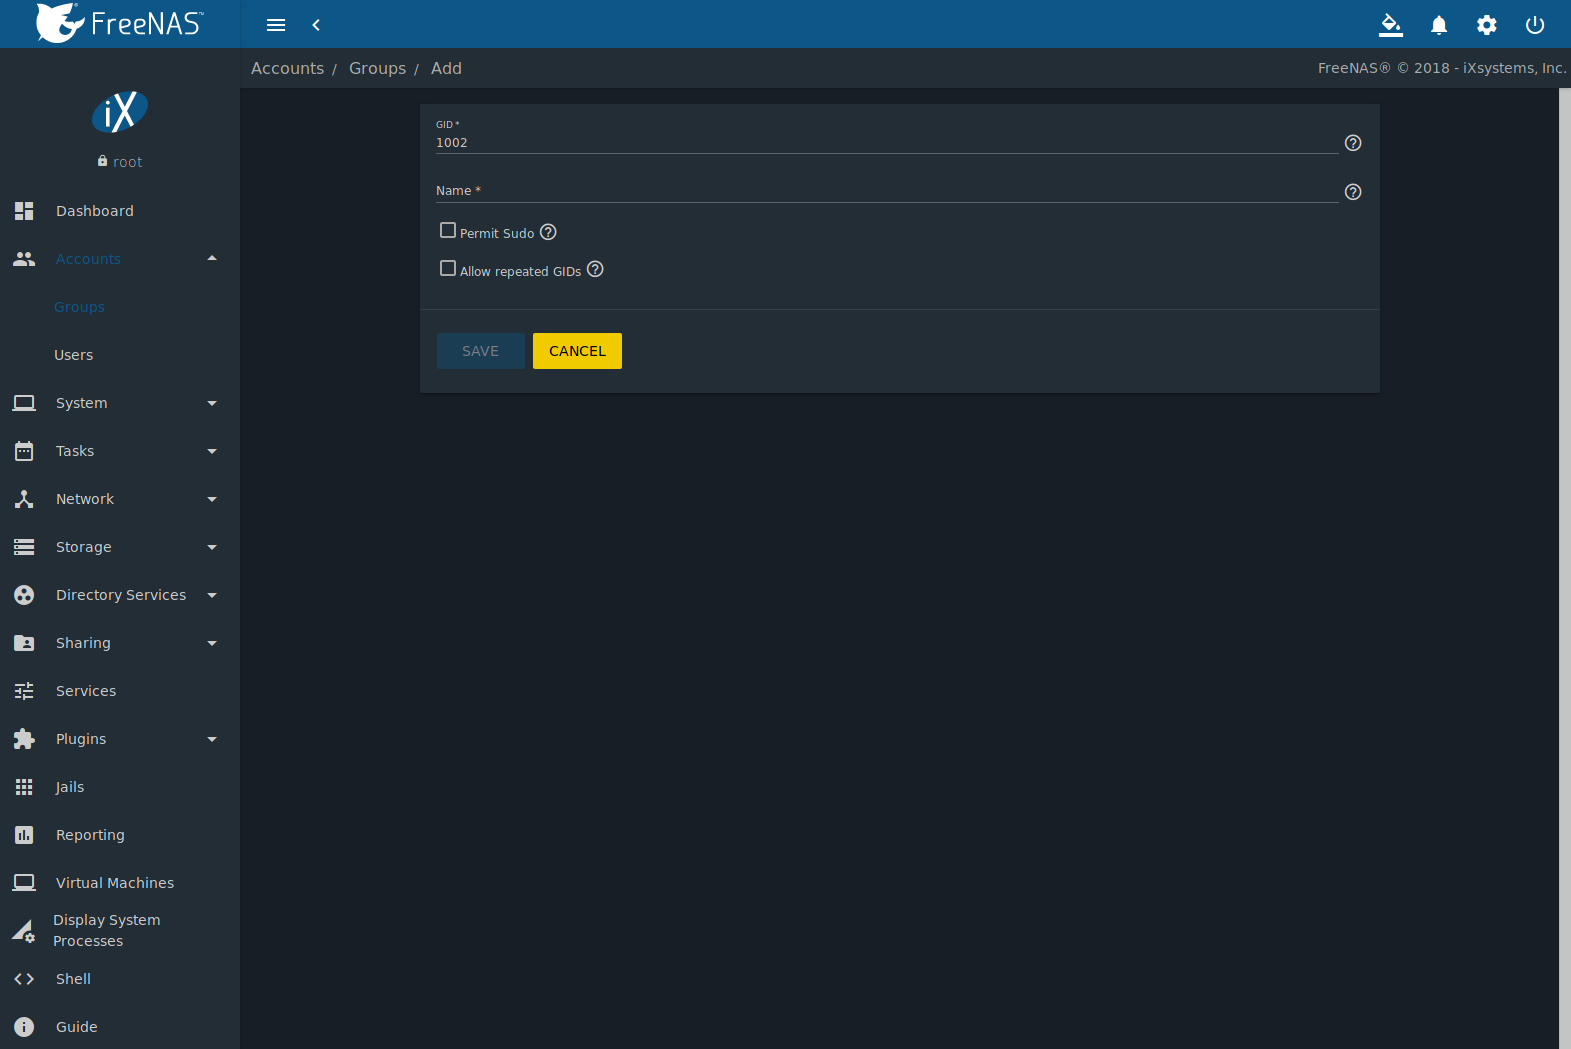 FreeNAS™
Accounts / Groups / Add
FreeNAS® © 2018 - iXsystems, Inc.
iX
root
Dashboard
Accounts
Groups
Users
System
Tasks
Network
Storage
Directory Services
Sharing
Services
Plugins
Jails
Reporting
Virtual Machines
Display System
Processes
Shell
Guide
GID *
1002
Name *
Permit Sudo
Allow repeated GIDs
SAVE
CANCEL